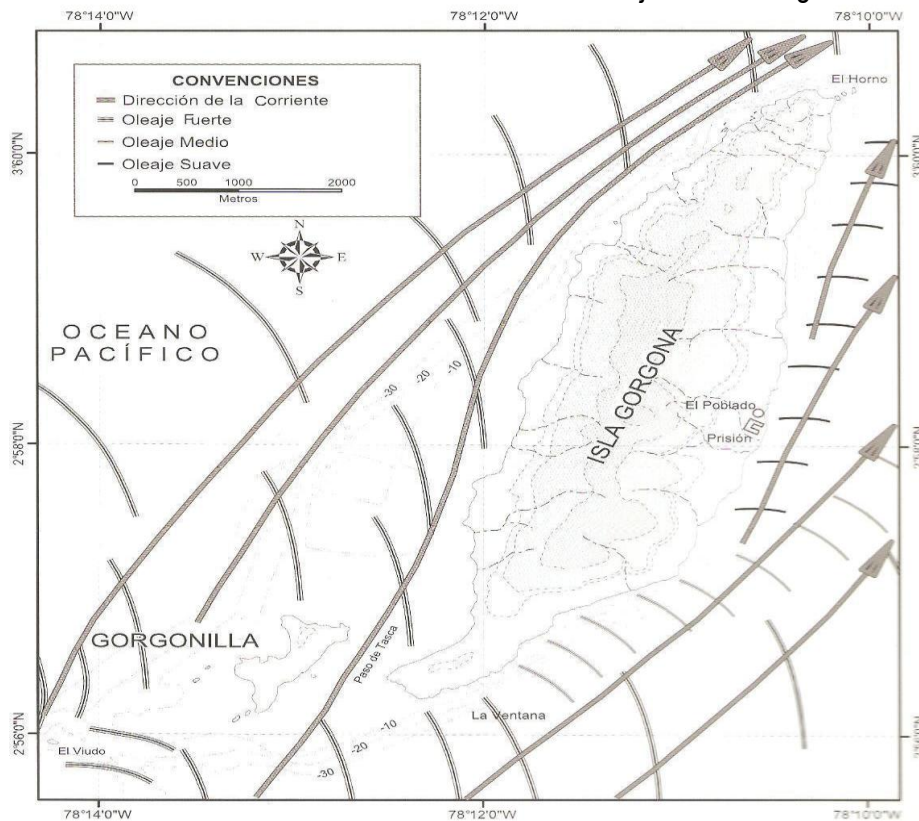 78°14'0"W
78°12'0"W
78°10'0"W
CONVENCIONES
Dirección de la Corriente
Oleaje Fuerte
Oleaje Medio
Oleaje Suave
0 500 1000 2000
Metros
El Horno
3°60'0"N
N
W E
S
OCEANO
PACÍFICO
-30
-20
-10
ISLA GORGONA
El Poblado
Prisión
2°58'0"N
GORGONILLA
Paso de Tasca
La Ventana
-10
-20
-30
El Viudo
2°56'0"N
78°14'0"W
78°12'0"W
78°10'0"W